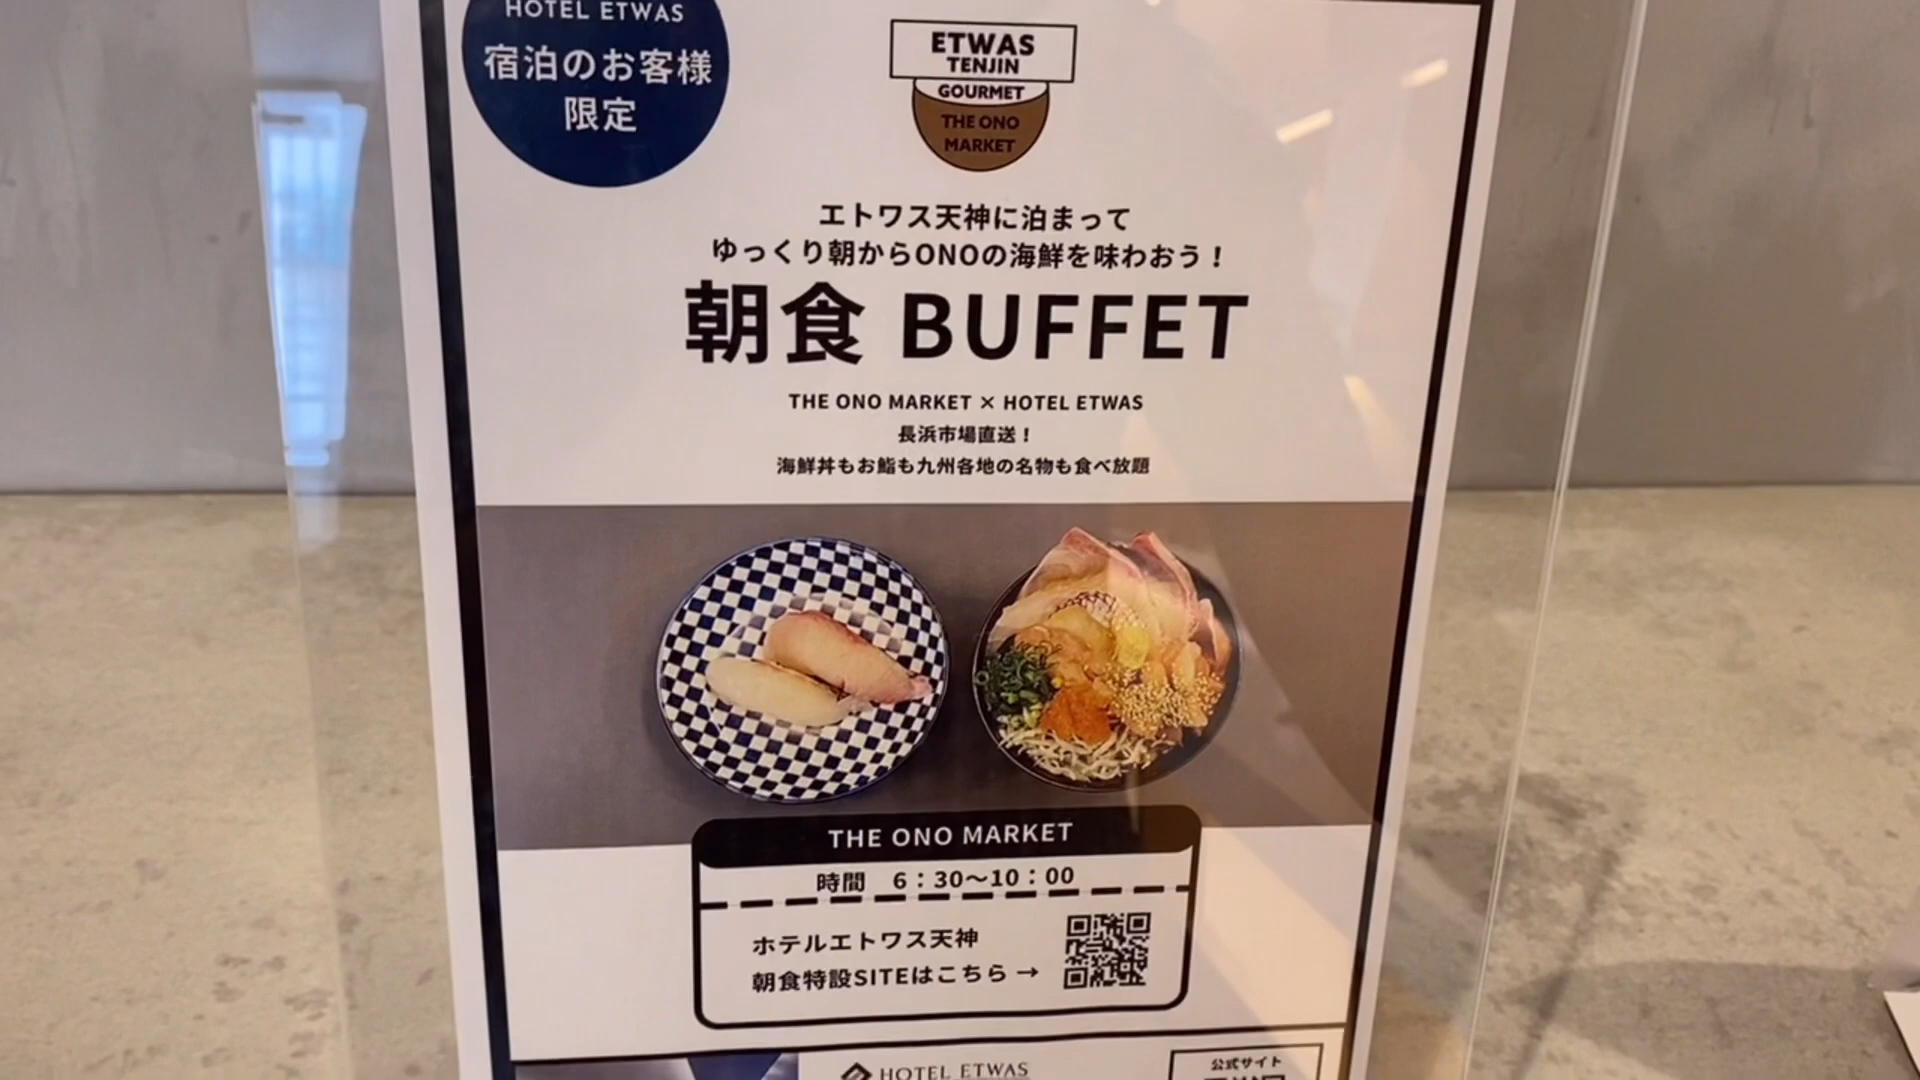 HOTEL ETWAS
宿泊のお客様
限定
ETWAS
TENJIN
GOURMET
THE ONO
MARKET
エトワス天神に泊まって
ゆっくり朝からONOの海鮮を味わおう！
朝食 BUFFET
THE ONO MARKET × HOTEL ETWAS
長浜市場直送！
海鮮丼もお鮨も九州各地の名物も食べ放題
THE ONO MARKET
時間 6：30～10：00
ホテルエトワス天神
朝食特設SITEはこちら →
HOTEL ETWAS
公式サイト